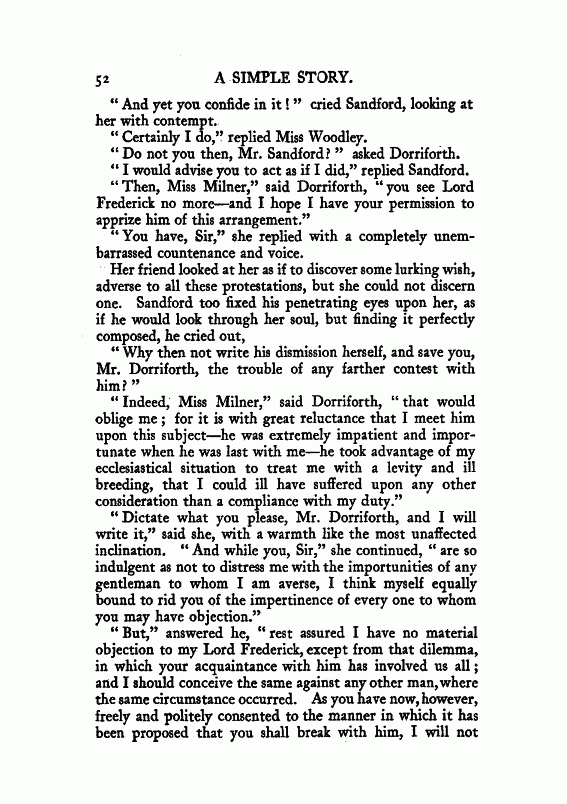 52 A SIMPLE STORY.
“ And yet you confide in it ! ” cried Sandford, looking at
her with contempt.
“ Certainly I do,” replied Miss Woodley.
“ Do not you then, Mr. Sandford ? ” asked Dorriforth.
“ I would advise you to act as if I did,” replied Sandford.
“ Then, Miss Milner,” said Dorriforth, “ you see Lord
Frederick no more—and I hope I have your permission to
apprize him of this arrangement.”
“ You have, Sir,” she replied with a completely unem-
barrassed countenance and voice.
Her friend looked at her as if to discover some lurking wish,
adverse to all these protestations, but she could not discern
one. Sandford too fixed his penetrating eyes upon her, as
if he would look through her soul, but finding it perfectly
composed, he cried out,
“ Why then not write his dismission herself, and save you,
Mr. Dorriforth, the trouble of any farther contest with
him ? ”
“ Indeed, Miss Milner,” said Dorriforth, “ that would
oblige me ; for it is with great reluctance that I meet him
upon this subject—he was extremely impatient and impor-
tunate when he was last with me—he took advantage of my
ecclesiastical situation to treat me with a levity and ill
breeding, that I could ill have suffered upon any other
consideration than a compliance with my duty.”
“ Dictate what you please, Mr. Dorriforth, and I will
write it,” said she, with a warmth like the most unaffected
inclination. “ And while you, Sir,” she continued, “ are so
indulgent as not to distress me with the importunities of any
gentleman to whom I am averse, I think myself equally
bound to rid you of the impertinence of every one to whom
you may have objection.”
“ But,” answered he, “ rest assured I have no material
objection to my Lord Frederick, except from that dilemma,
in which your acquaintance with him has involved us all ;
and I should conceive the same against any other man, where
the same circumstance occurred. As you have now, however,
freely and politely consented to the manner in which it has
been proposed that you shall break with him, I will not